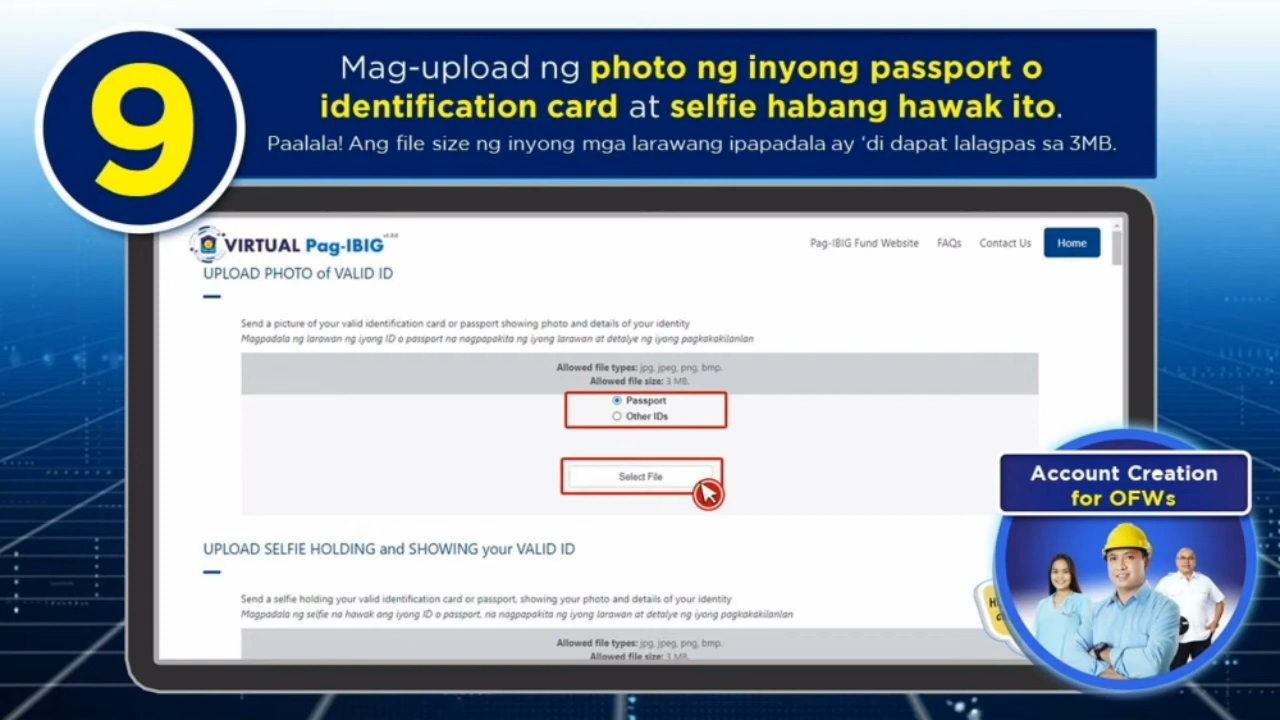 9
Mag-upload ng photo ng inyong passport o
identification card at selfie habang hawak ito.
Paalala! Ang file size ng inyong mga larawang ipapadala ay 'di dapat lalagpas sa 3MB.
VIRTUAL Pag-IBIG
Pag-IBIG Fund Website FAQs Contact Us Home
UPLOAD PHOTO of VALID ID
Send a picture of your valid identification card or passport showing photo and details of your identity
Magpadala ng larawan ng iyong ID o passport na nagpapakita ng iyong larawan at detalye ng iyong pagkakakilanlan
Allowed file types: jpg, jpeg, png, bmp.
Allowed file size: 3 MB.
Passport
Other IDs
Select File
UPLOAD SELFIE HOLDING and SHOWING your VALID ID
Send a selfie holding your valid identification card or passport, showing your photo and details of your identity
Magpadala ng selfie na hawak ang iyong ID o passport, na nagpapakita ng iyong larawan at detalye ng iyong pagkakakilanlan
Allowed file types: jpg, jpeg, png, bmp.
Allowed file size: 3 MB.
Account Creation
for OFWs